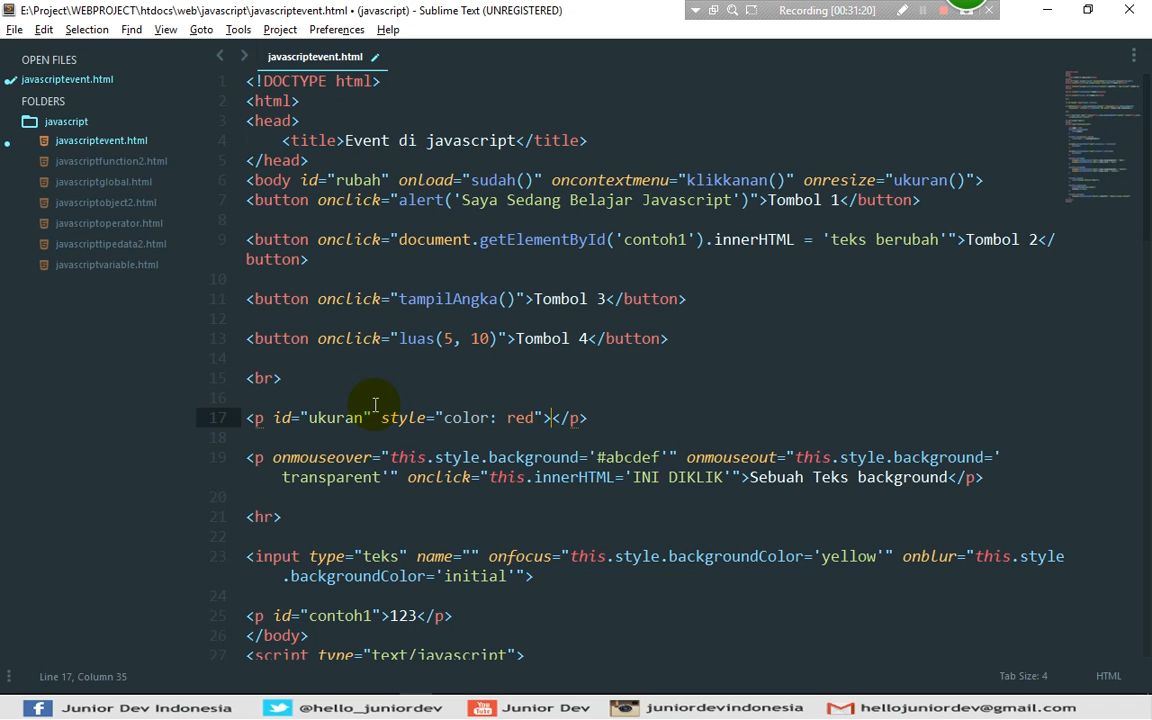 E:\Project\WEBPROJECT\htdocs\web\javascript\javascriptevent.html • (javascript) - Sublime Text (UNREGISTERED)
Recording [00:31:20]
File Edit Selection Find View Goto Tools Project Preferences Help
OPEN FILES
javascriptevent.html
FOLDERS
javascript
javascriptevent.html
javascriptfunction2.html
javascriptglobal.html
javascriptobject2.html
javascriptoperator.html
javascripttipedata2.html
javascriptvariable.html
javascriptevent.html
1 <!DOCTYPE html>
2 <html>
3 <head>
4 <title>Event di javascript</title>
5 </head>
6 <body id="rubah" onload="sudah()" oncontextmenu="klikkanan()" onresize="ukuran()">
7 <button onclick="alert('Saya Sedang Belajar Javascript')">Tombol 1</button>
8
9 <button onclick="document.getElementById('contoh1').innerHTML = 'teks berubah'">Tombol 2</
button>
10
11 <button onclick="tampilAngka()">Tombol 3</button>
12
13 <button onclick="luas(5, 10)">Tombol 4</button>
14
15 <br>
16
17 <p id="ukuran" style="color: red"></p>
18
19 <p onmouseover="this.style.background='#abcdef'" onmouseout="this.style.background='
transparent'" onclick="this.innerHTML='INI DIKLIK'">Sebuah Teks background</p>
20
21 <hr>
22
23 <input type="teks" name="" onfocus="this.style.backgroundColor='yellow'" onblur="this.style
.backgroundColor='initial'">
24
25 <p id="contoh1">123</p>
26 </body>
27 <script type="text/javascript">
Line 17, Column 35
Tab Size: 4
HTML
Junior Dev Indonesia @hello_juniordev Junior Dev juniordevindonesia hellojuniordev@gmail.com